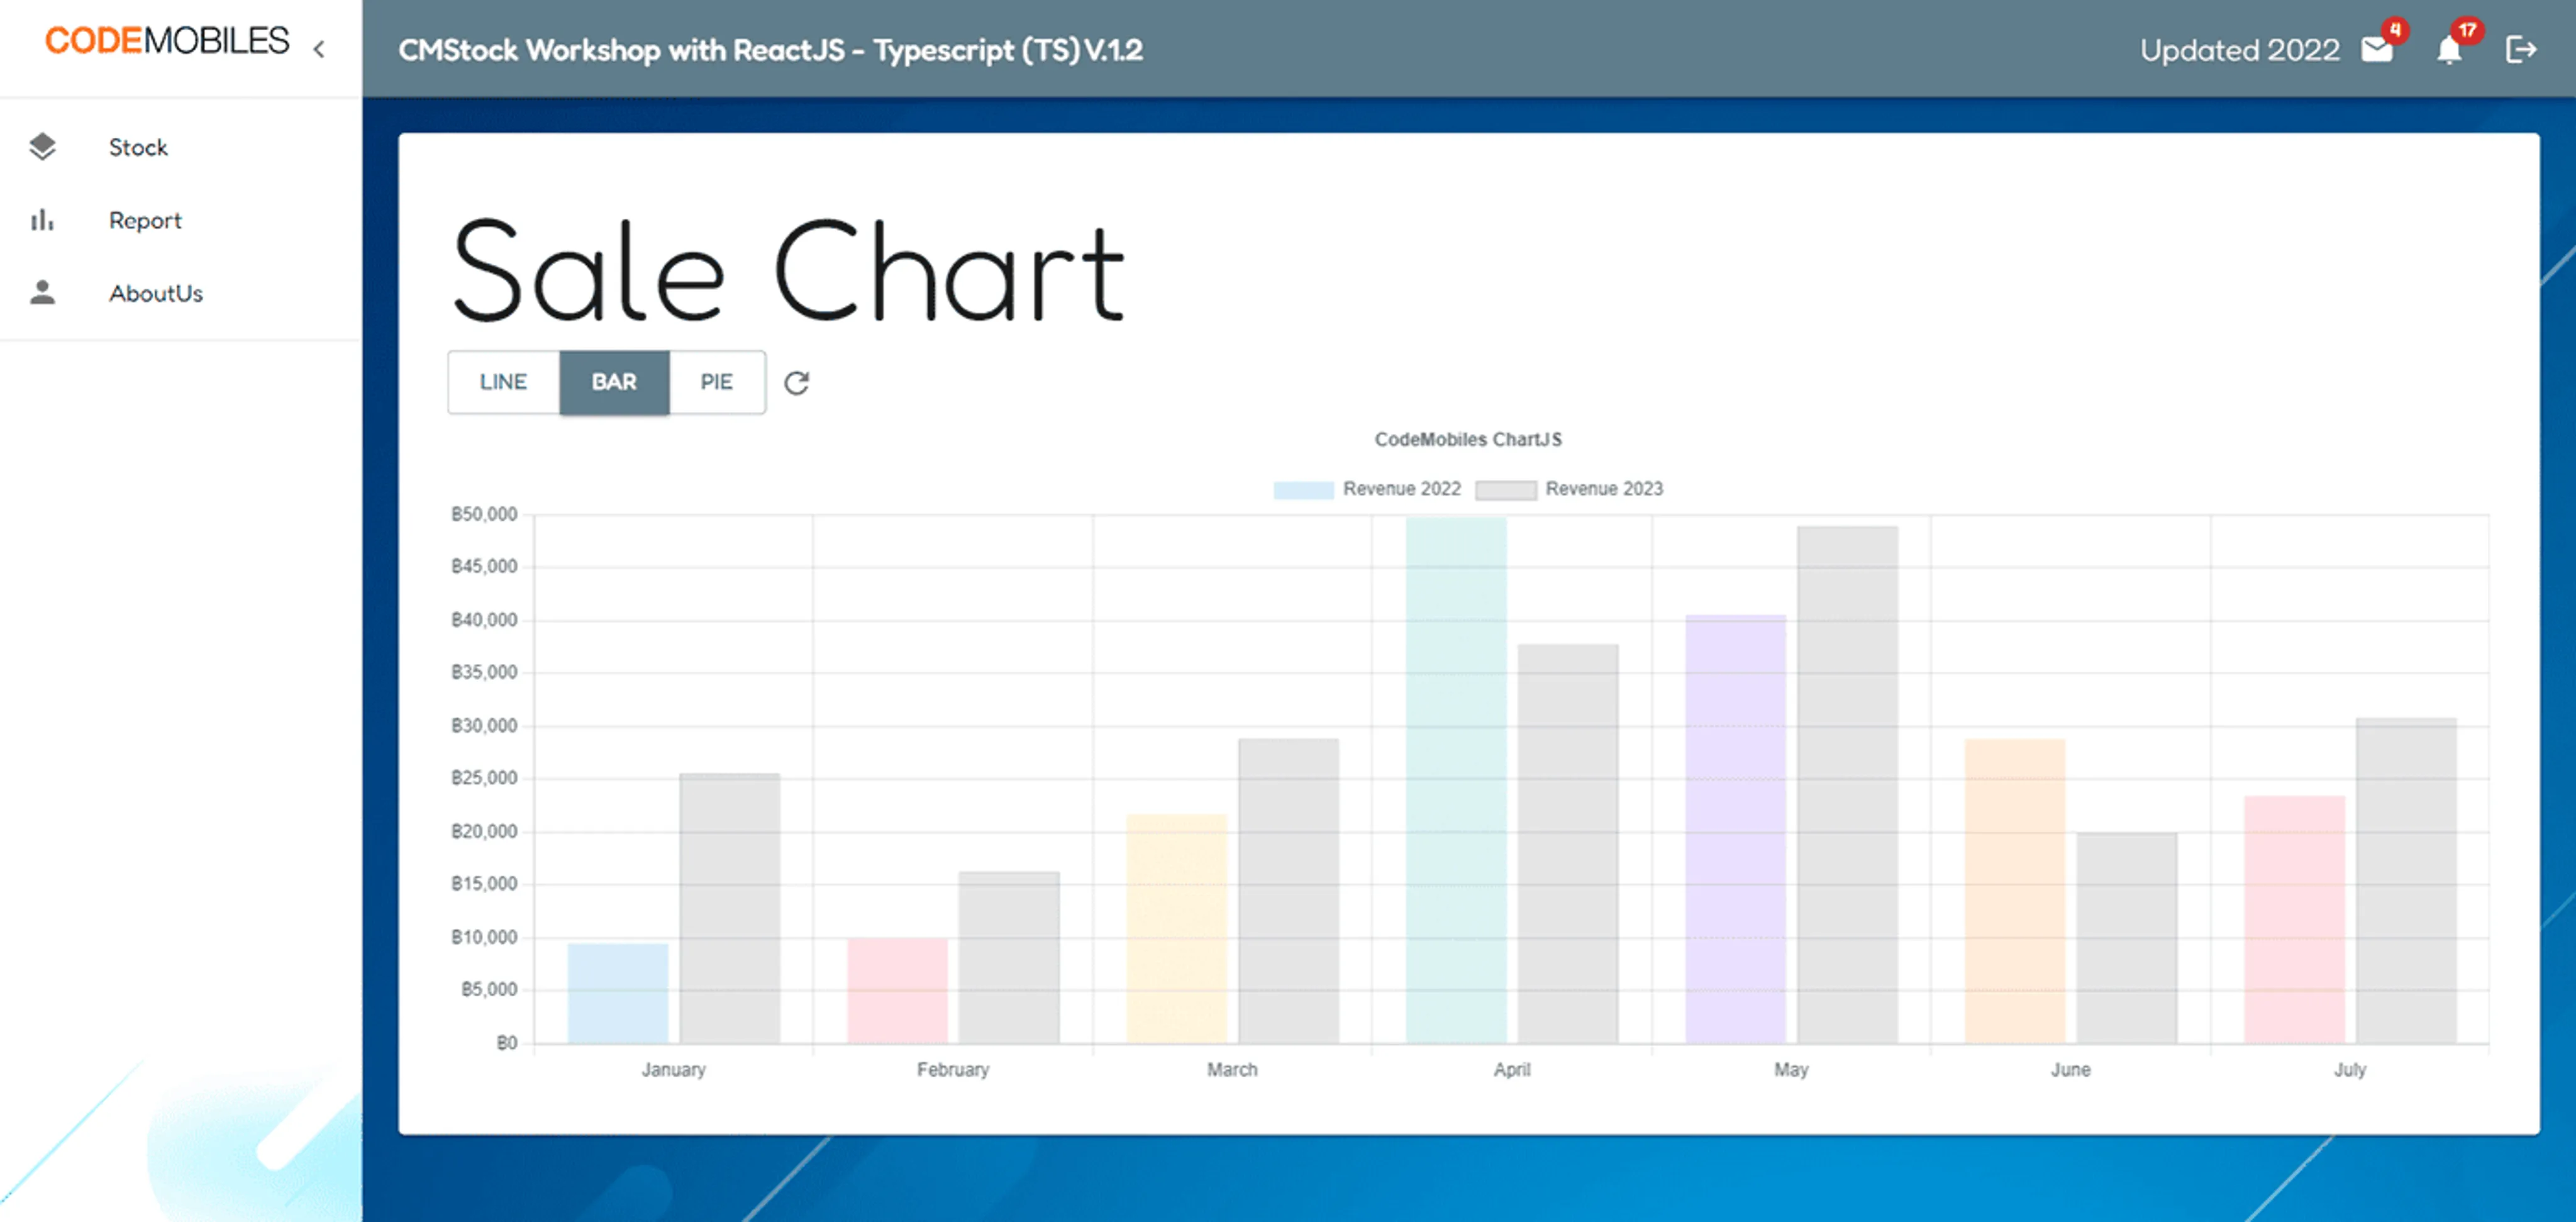 CODEMOBILES
CMStock Workshop with ReactJS - Typescript (TS) V.1.2
Updated 2022
4
17
Stock
Report
AboutUs
Sale Chart
LINE
BAR
PIE
CodeMobiles ChartJS
Revenue 2022
Revenue 2023
฿50,000
฿45,000
฿40,000
฿35,000
฿30,000
฿25,000
฿20,000
฿15,000
฿10,000
฿5,000
฿0
January
February
March
April
May
June
July